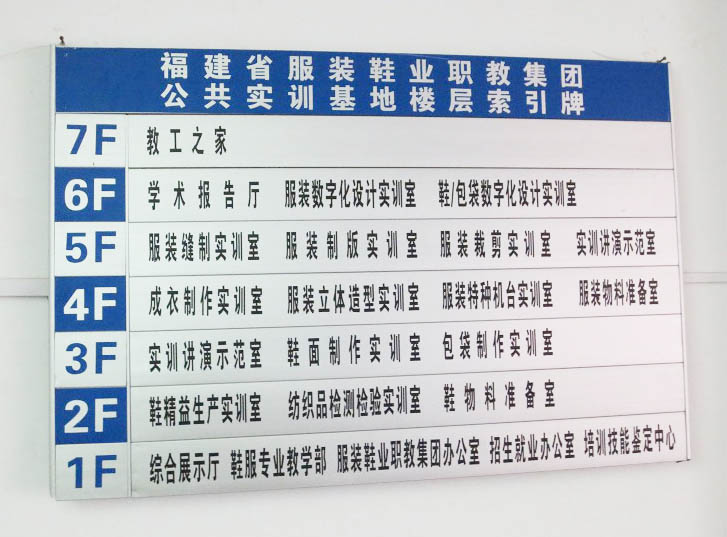 福建省服装鞋业职教集团
公共实训基地楼层索引牌
7F 教工之家
6F 学术报告厅 服装数字化设计实训室 鞋/包袋数字化设计实训室
5F 服装缝制实训室 服装制版实训室 服装裁剪实训室 实训讲演示范室
4F 成衣制作实训室 服装立体造型实训室 服装特种机台实训室 服装物料准备室
3F 实训讲演示范室 鞋面制作实训室 包袋制作实训室
2F 鞋精益生产实训室 纺织品检测检验实训室 鞋物料准备室
1F 综合展示厅 鞋服专业教学部 服装鞋业职教集团办公室 招生就业办公室 培训技能鉴定中心